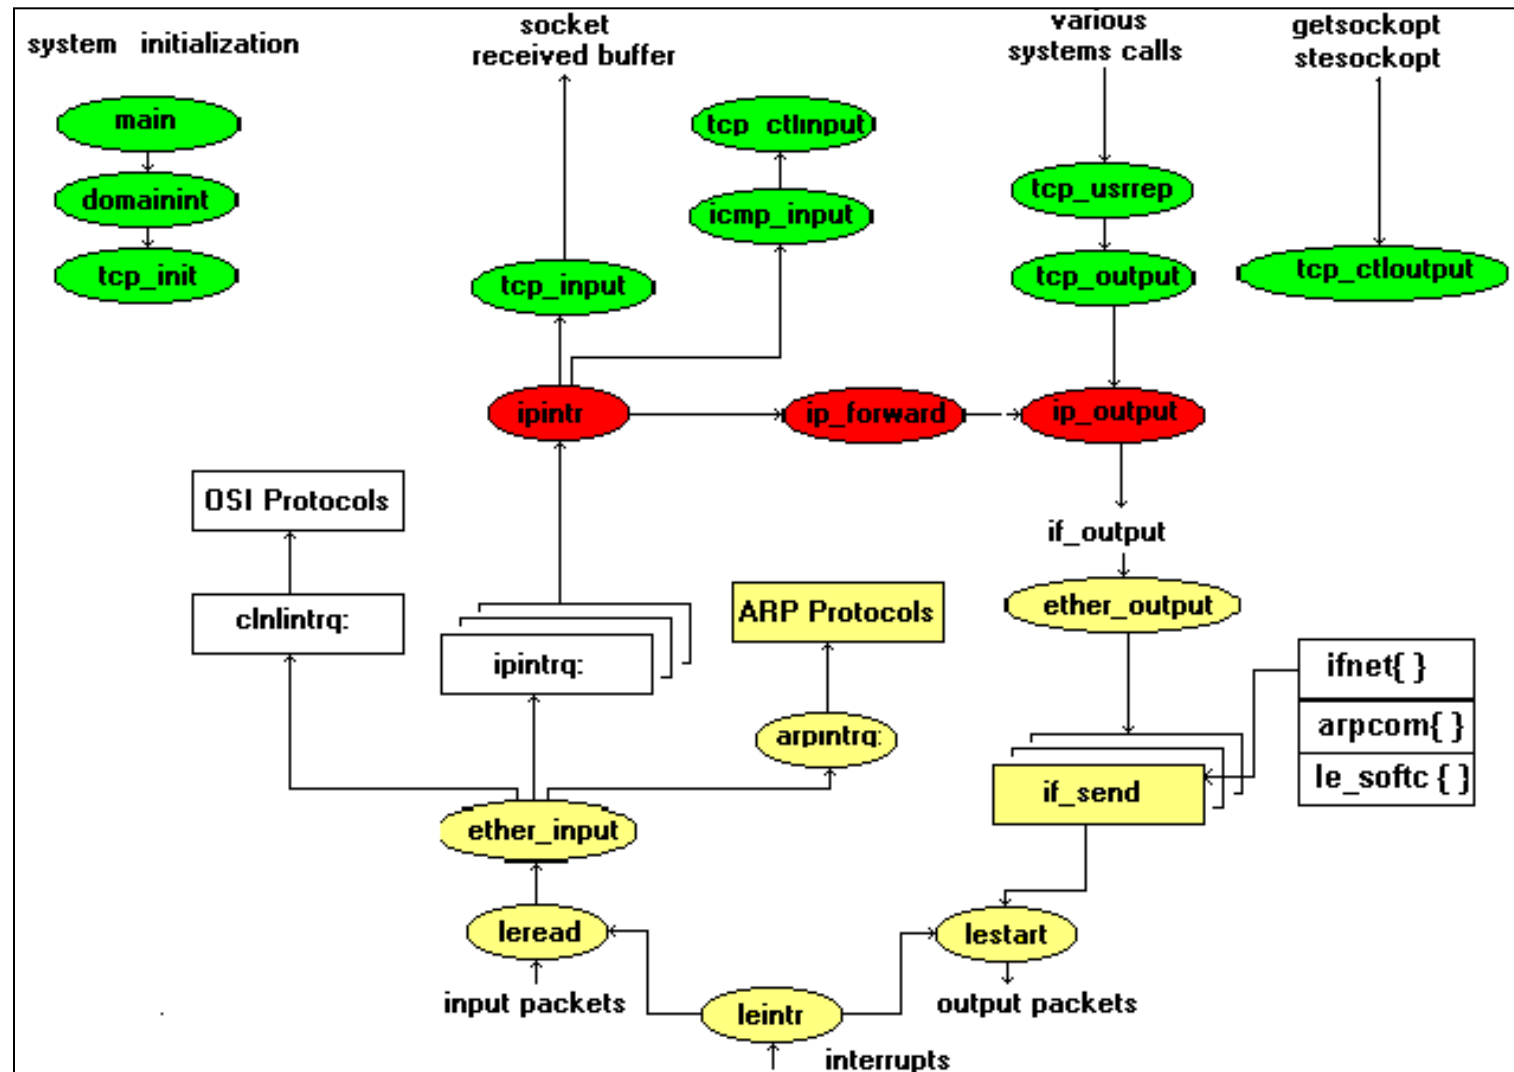 system initialization
socket
received buffer
various
systems calls
getsockopt
stesockopt
main
tcp_ctlinput
domainint
tcp_usrrep
icmp_input
tcp_init
tcp_input
tcp_output
tcp_ctloutput
ipintr
ip_forward
ip_output
OSI Protocols
if_output
clnlintrq:
ARP Protocols
ether_output
ipintrq:
ifnet{ }
arpintrq:
arpcom{ }
if_send
le_softc { }
ether_input
leread
lestart
input packets
output packets
leintr
interrupts